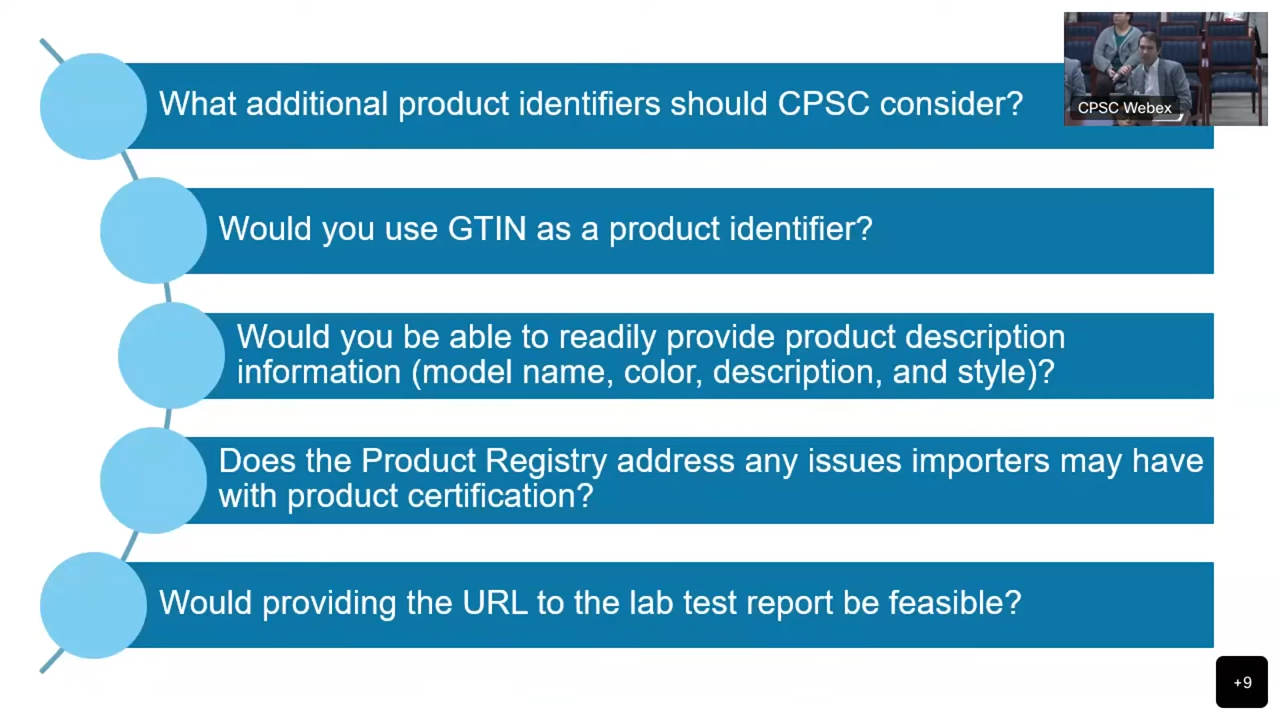 What additional product identifiers should CPSC consider?
CPSC Webex
Would you use GTIN as a product identifier?
Would you be able to readily provide product description
information (model name, color, description, and style)?
Does the Product Registry address any issues importers may have
with product certification?
Would providing the URL to the lab test report be feasible?
+9